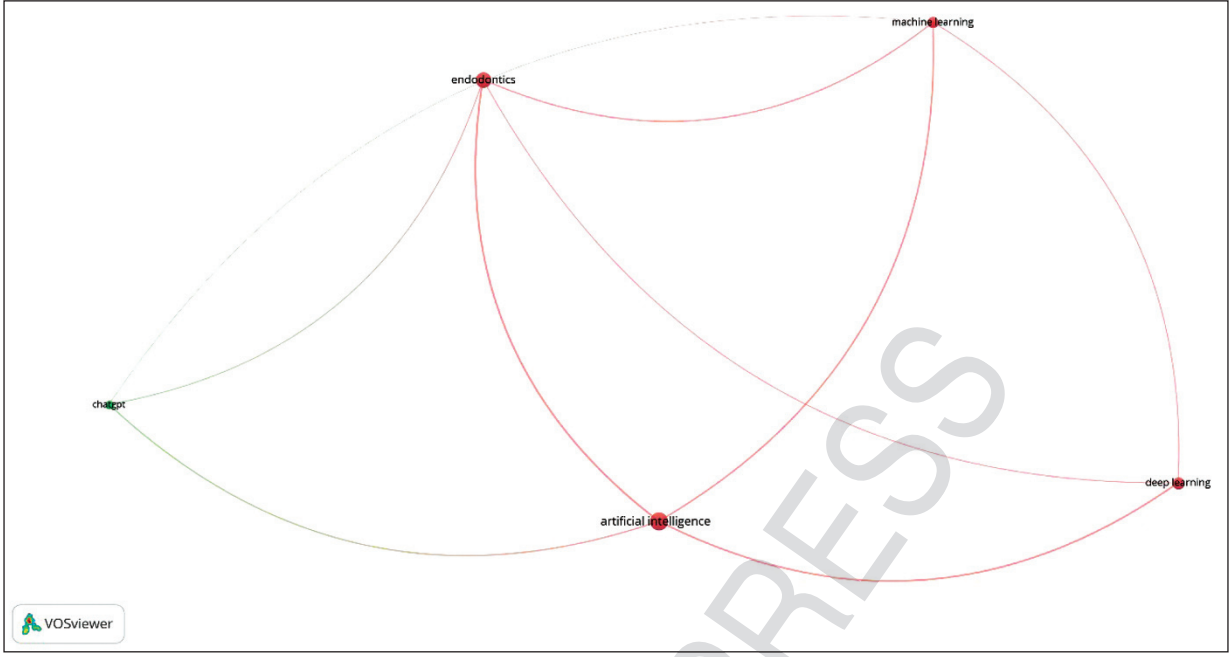 machine learning
endodontics
chatgpt
deep learning
artificial intelligence
PRESS
VOSviewer